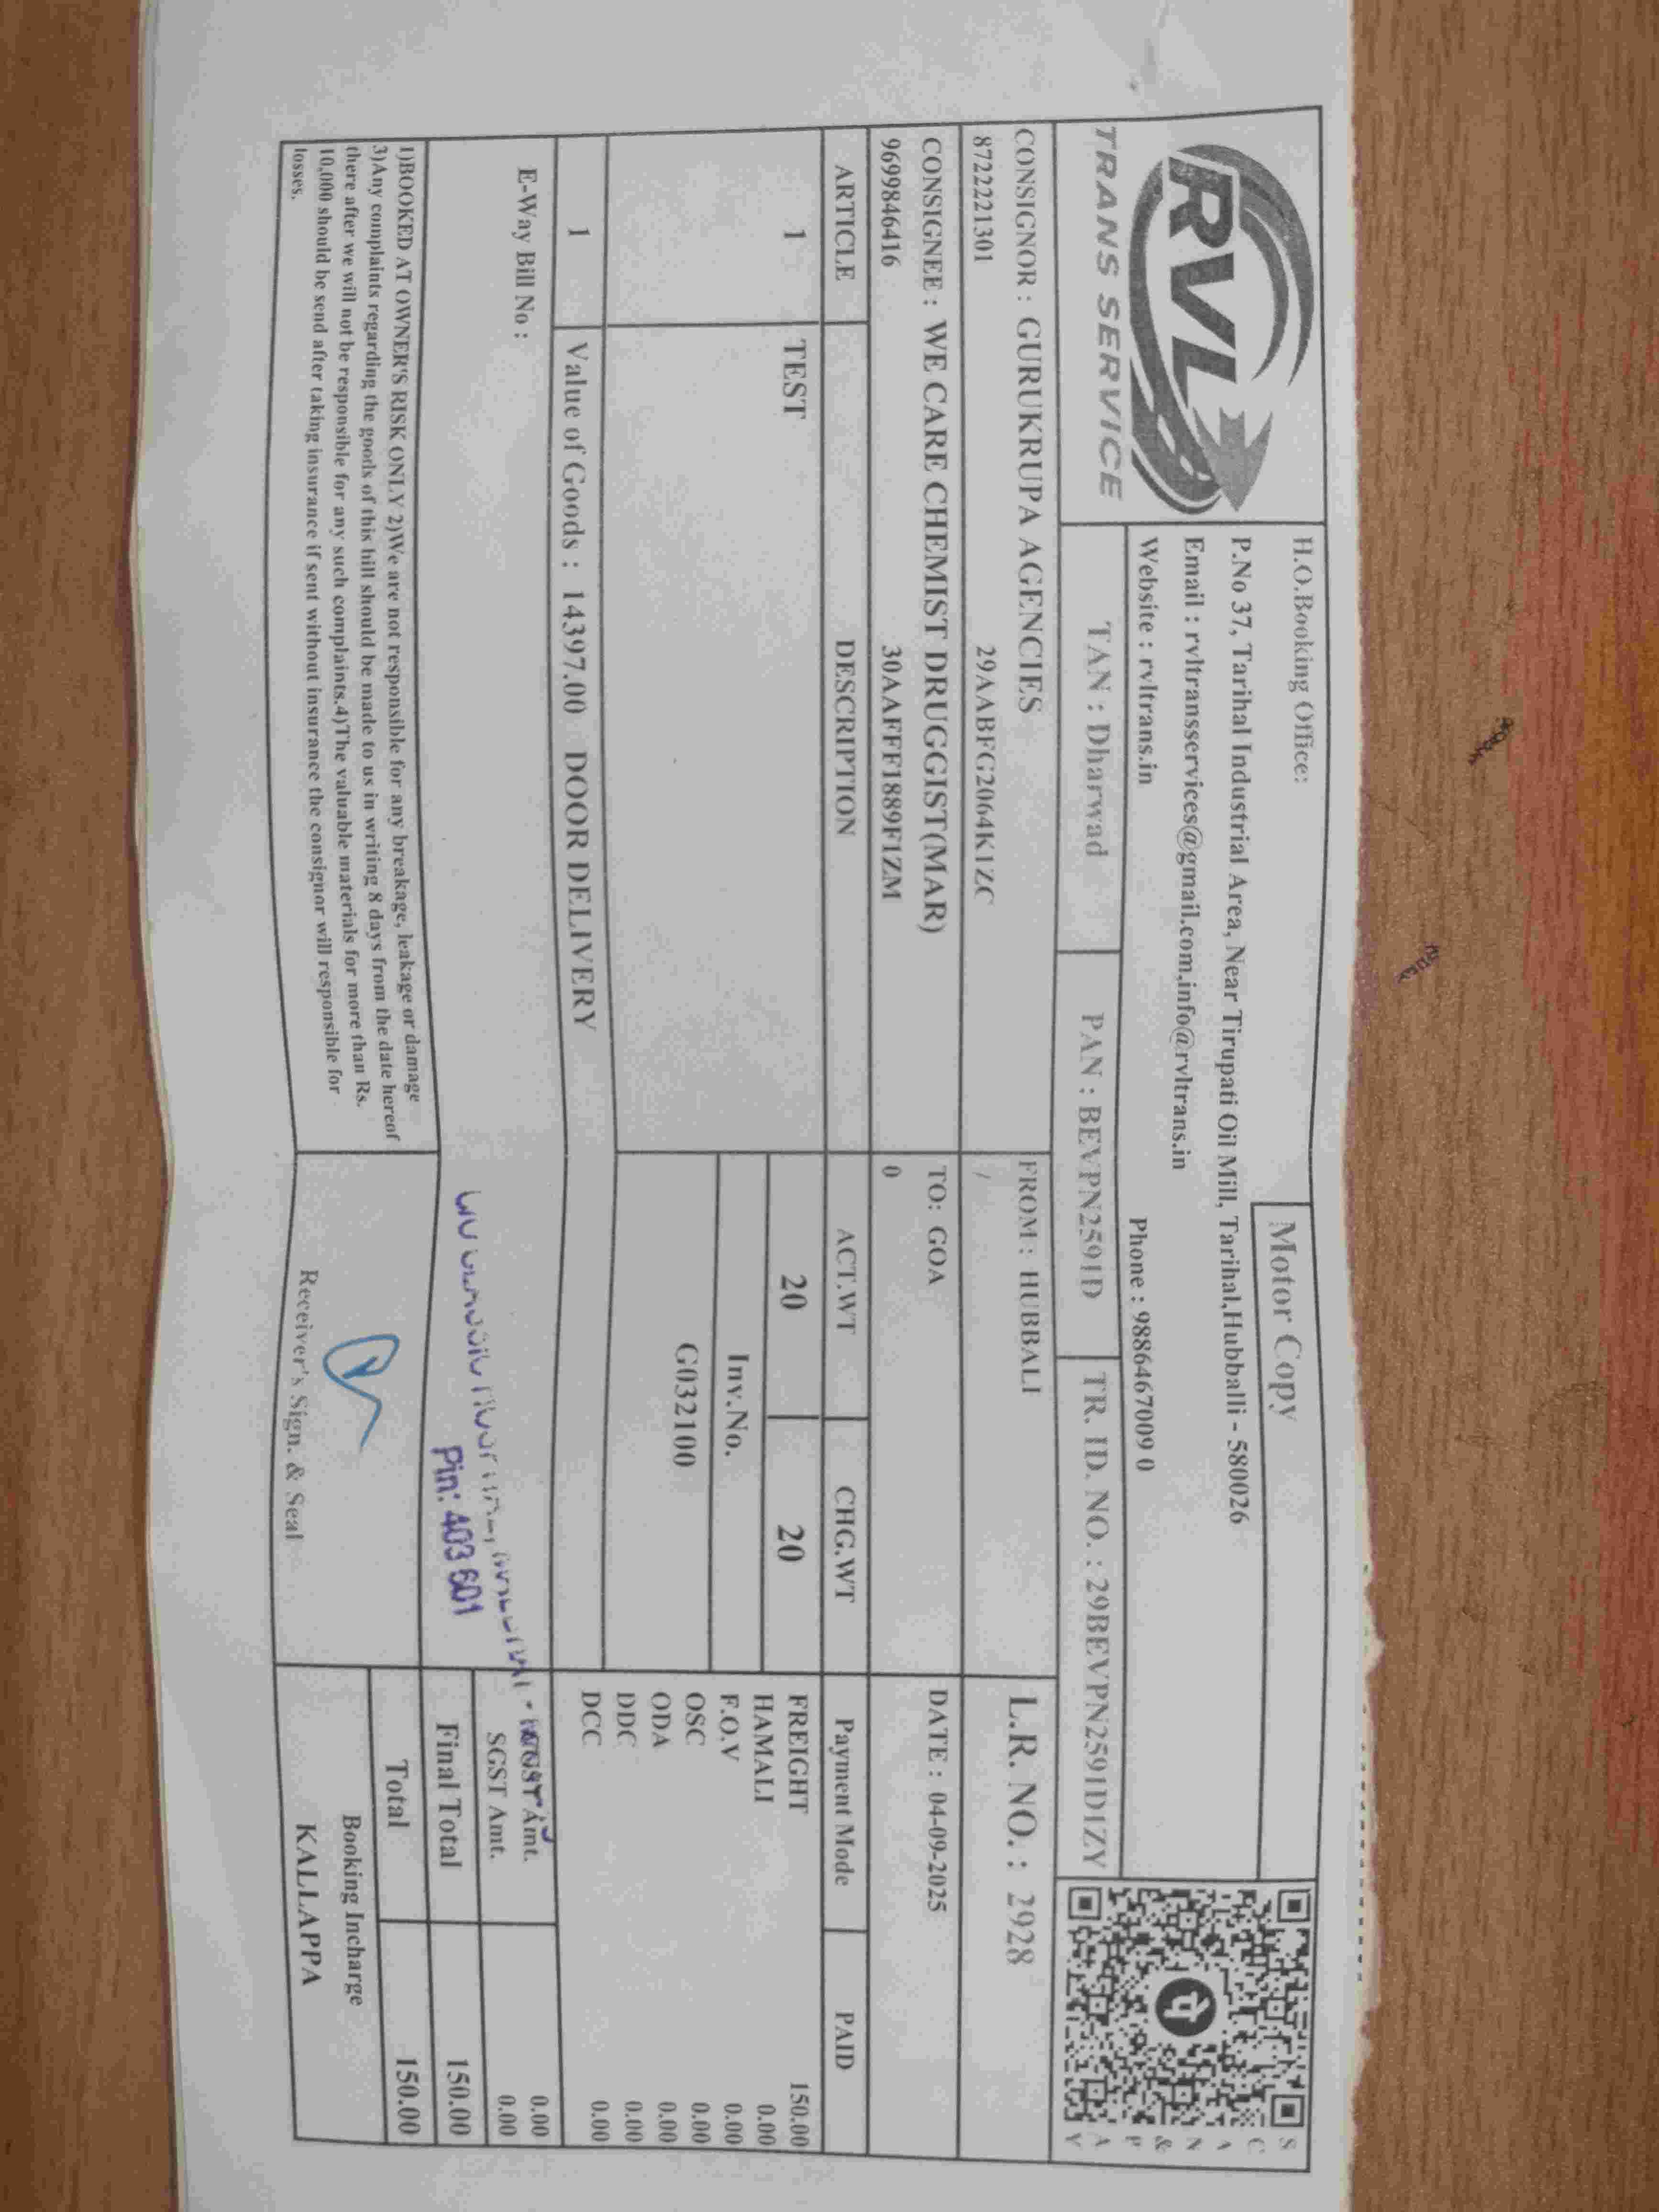 RVL
TRANS SERVICE
H.O.Booking Office:
Motor Copy
P.No 37, Tarihal Industrial Area, Near Tirupati Oil Mill, Tarihal,Hubballi - 580026
Email : rvltransservices@gmail.com,info@rvltrans.in
Website : rvltrans.in
Phone : 9886467009 0
SCAN & PAY
TAN : Dharwad
PAN : BEVPN2591D
TR. ID. NO. : 29BEVPN2591D1ZY
CONSIGNOR : GURUKRUPA AGENCIES
FROM : HUBBALI
L.R. NO. : 2928
8722221301
29AABFG2064K1ZC
/
CONSIGNEE : WE CARE CHEMIST DRUGGIST(MAR)
TO: GOA
DATE : 04-09-2025
9699846416
30AAFFF1889F1ZM
0
ARTICLE
DESCRIPTION
ACT.WT
CHG.WT
Payment Mode
PAID
1
TEST
20
20
FREIGHT 150.00
HAMALI 0.00
Inv.No.
F.O.V 0.00
G032100
OSC 0.00
ODA 0.00
DDC 0.00
DCC 0.00
1
Value of Goods : 14397.00 DOOR DELIVERY
E-Way Bill No :
Amt. 0.00
SGST Amt. 0.00
Pin: 403 601
Final Total 150.00
Total 150.00
1)BOOKED AT OWNER'S RISK ONLY 2)We are not responsible for any breakage, leakage or damage
3)Any complaints regarding the goods of this bill should be made to us in writing 8 days from the date hereof
there after we will not be responsible for any such complaints.4)The valuable materials for more than Rs.
10,000 should be send after taking insurance if sent without insurance the consignor will responsible for
losses.
Receiver's Sign. & Seal
Booking Incharge
KALLAPPA